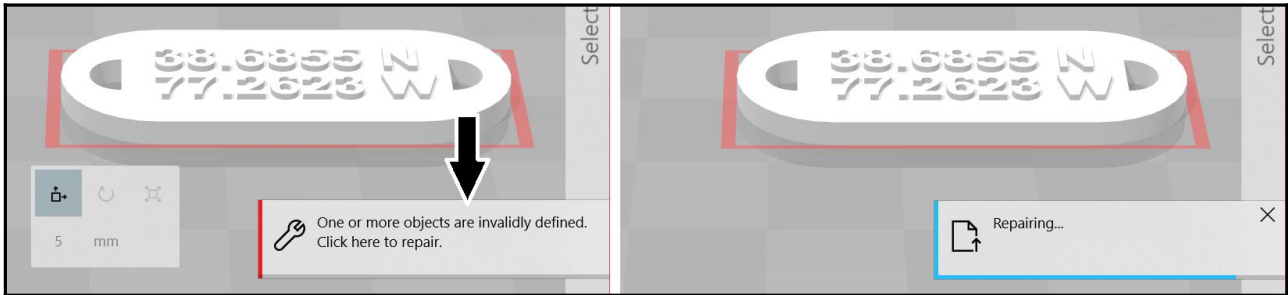 38.6855 N
77.2623 W
Select
5 mm
One or more objects are invalidly defined.
Click here to repair.
38.6855 N
77.2623 W
Select
Repairing...